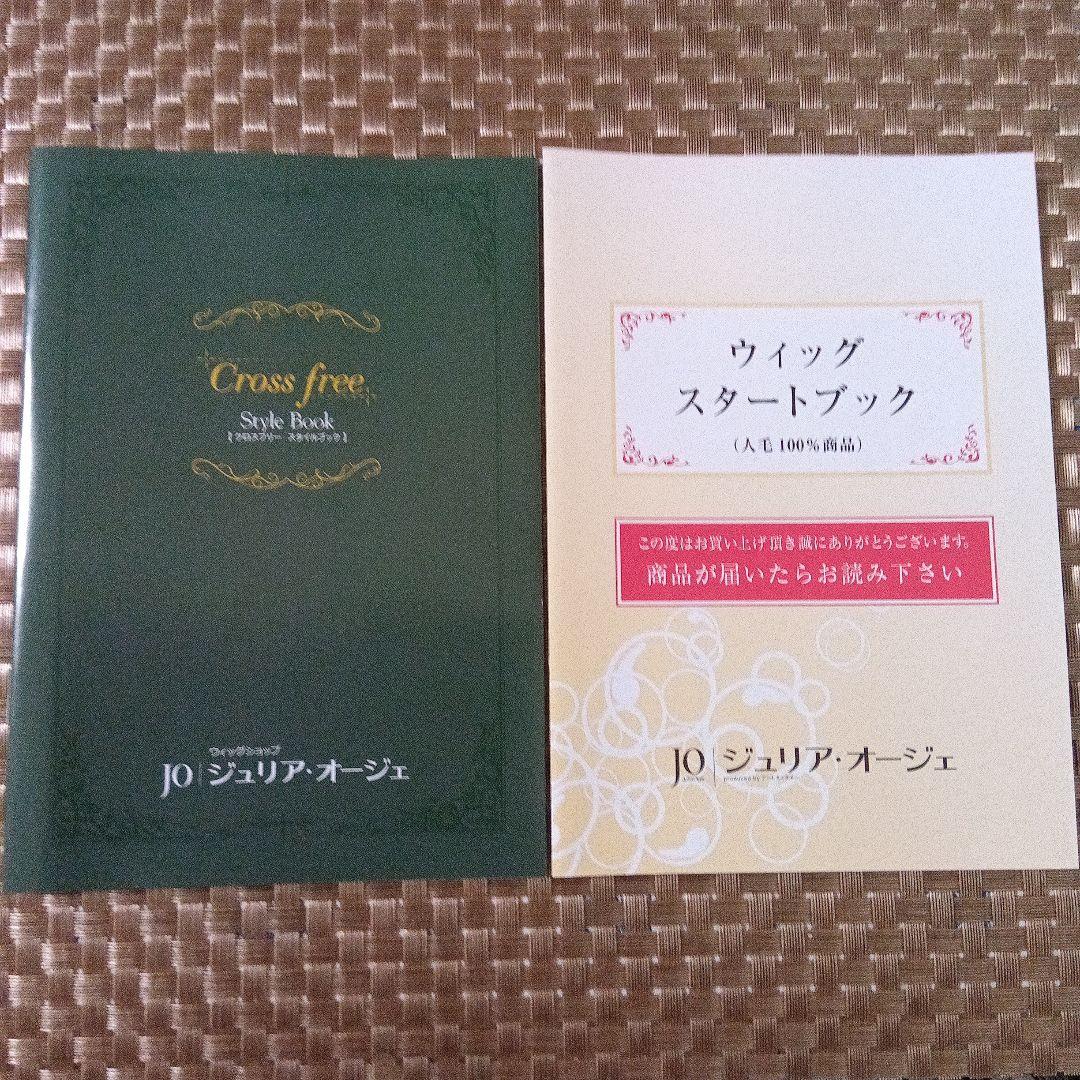 Cross free
Style Book
【クロスフリー スタイルブック】
ウィッグショップ
JO ジュリア・オージェ
ウィッグ
スタートブック
(人毛100%商品)
この度はお買い上げ頂き誠にありがとうございます。
商品が届いたらお読み下さい
JO ジュリア・オージェ
produced by